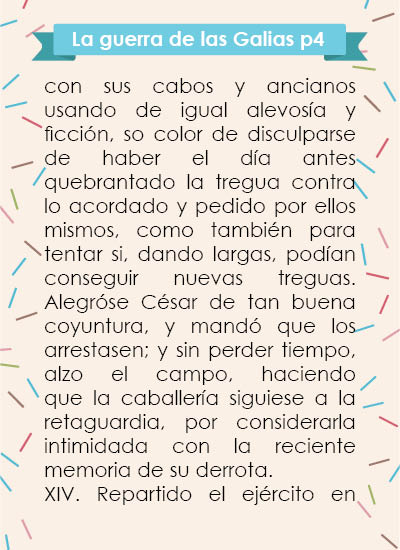 La guerra de las Galias p4
con sus cabos y ancianos
usando de igual alevosía y
ficción, so color de disculparse
de haber el día antes
quebrantado la tregua contra
lo acordado y pedido por ellos
mismos, como también para
tentar si, dando largas, podían
conseguir nuevas treguas.
Alegróse César de tan buena
coyuntura, y mandó que los
arrestasen; y sin perder tiempo,
alzo el campo, haciendo
que la caballería siguiese a la
retaguardia, por considerarla
intimidada con la reciente
memoria de su derrota.
XIV. Repartido el ejército en